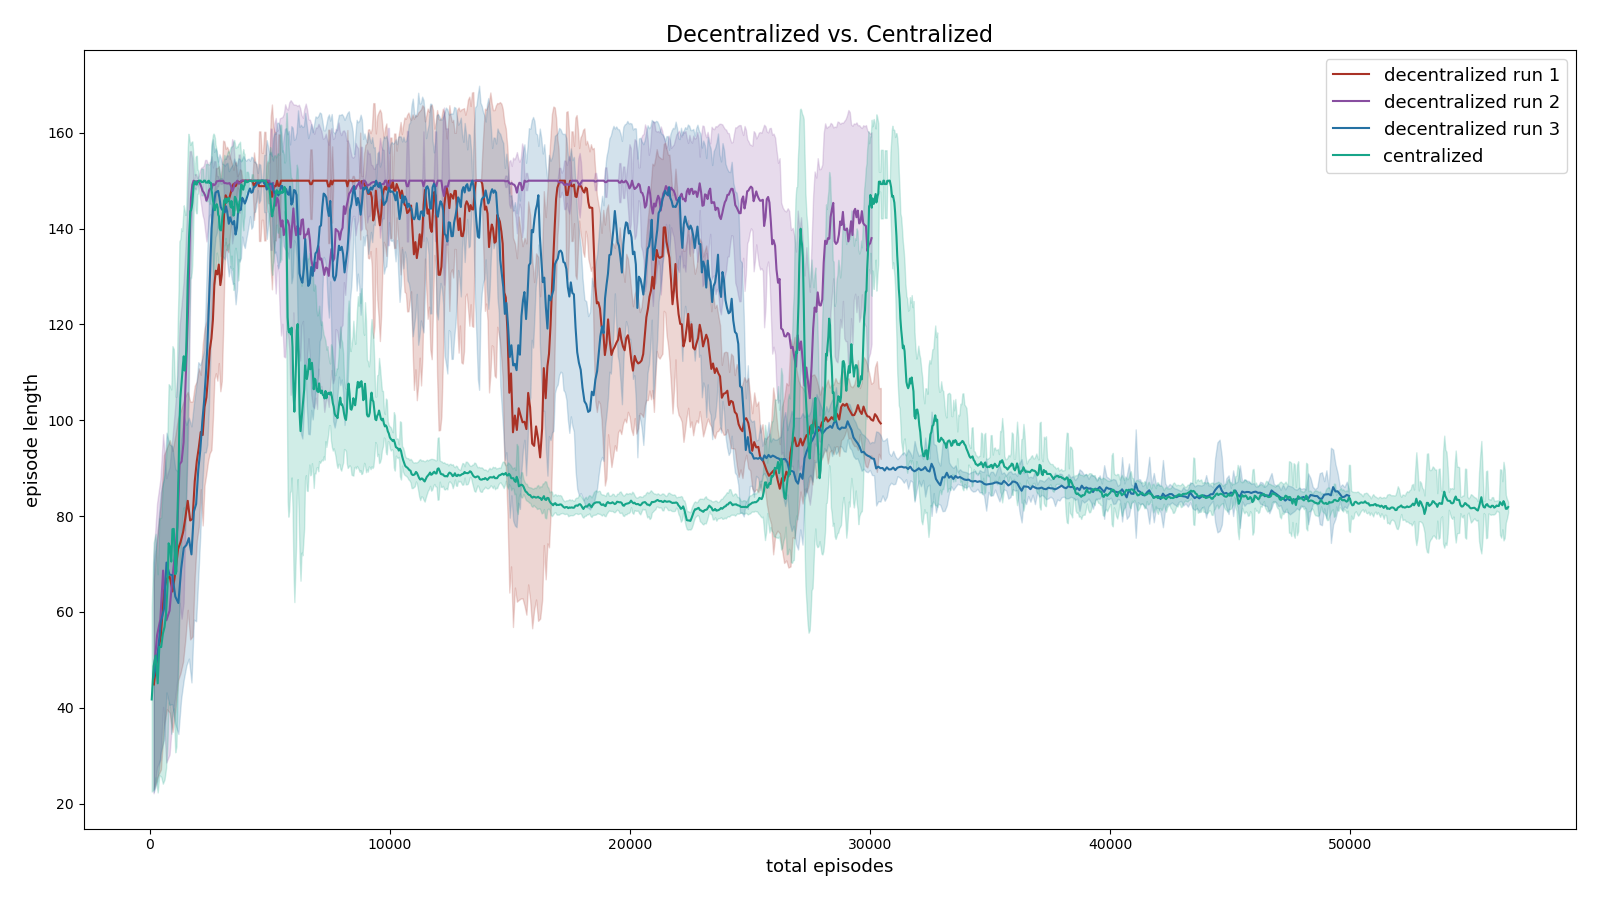 Decentralized vs. Centralized
decentralized run 1
decentralized run 2
decentralized run 3
centralized
episode length
160
140
120
100
80
60
40
20
0 10000 20000 30000 40000 50000
total episodes